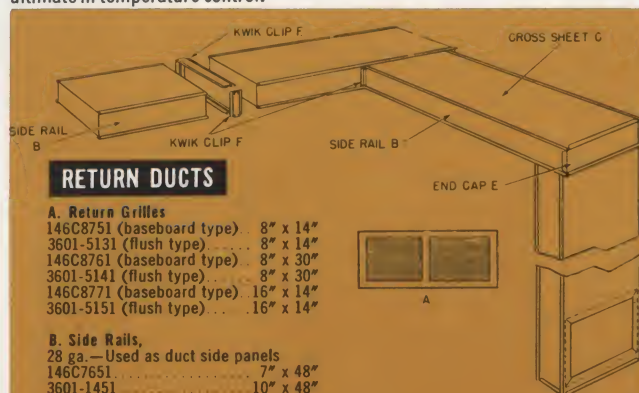 ultimate in temperature control.
KWIK CLIP F
CROSS SHEET C
SIDE RAIL
B
KWIK CLIP F
SIDE RAIL B
END CAP E
RETURN DUCTS
A. Return Grilles
146C8751 (baseboard type).. 8" x 14"
3601-5131 (flush type)...... 8" x 14"
146C8761 (baseboard type).. 8" x 30"
3601-5141 (flush type)...... 8" x 30"
146C8771 (baseboard type). 16" x 14"
3601-5151 (flush type)..... 16" x 14"
A
B. Side Rails,
28 ga.—Used as duct side panels
146C7651.................. 7" x 48"
3601-1451................ 10" x 48"